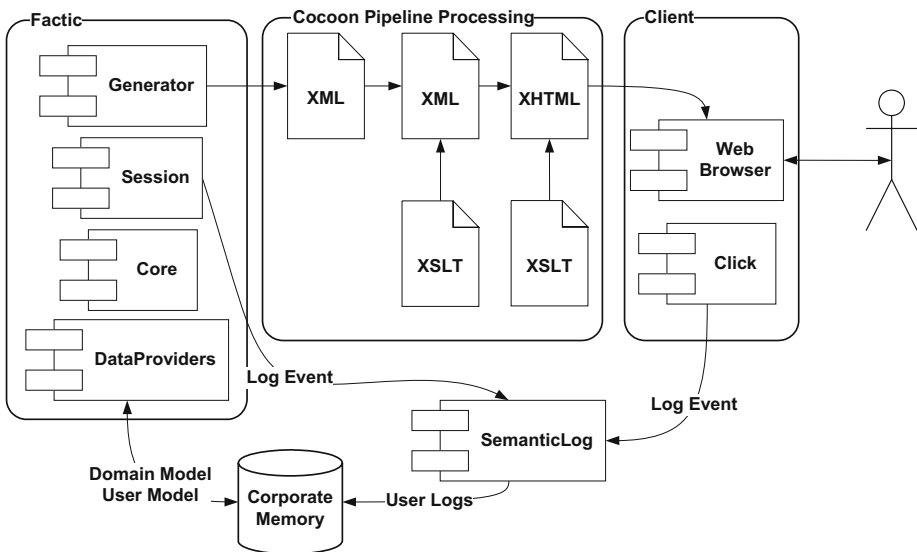 Factic
Cocoon Pipeline Processing
Client
Generator
XML
XML
XHTML
Session
Web
Browser
Core
XSLT
XSLT
Click
DataProviders
Log Event
Log Event
SemanticLog
Domain Model
User Model
Corporate
Memory
User Logs